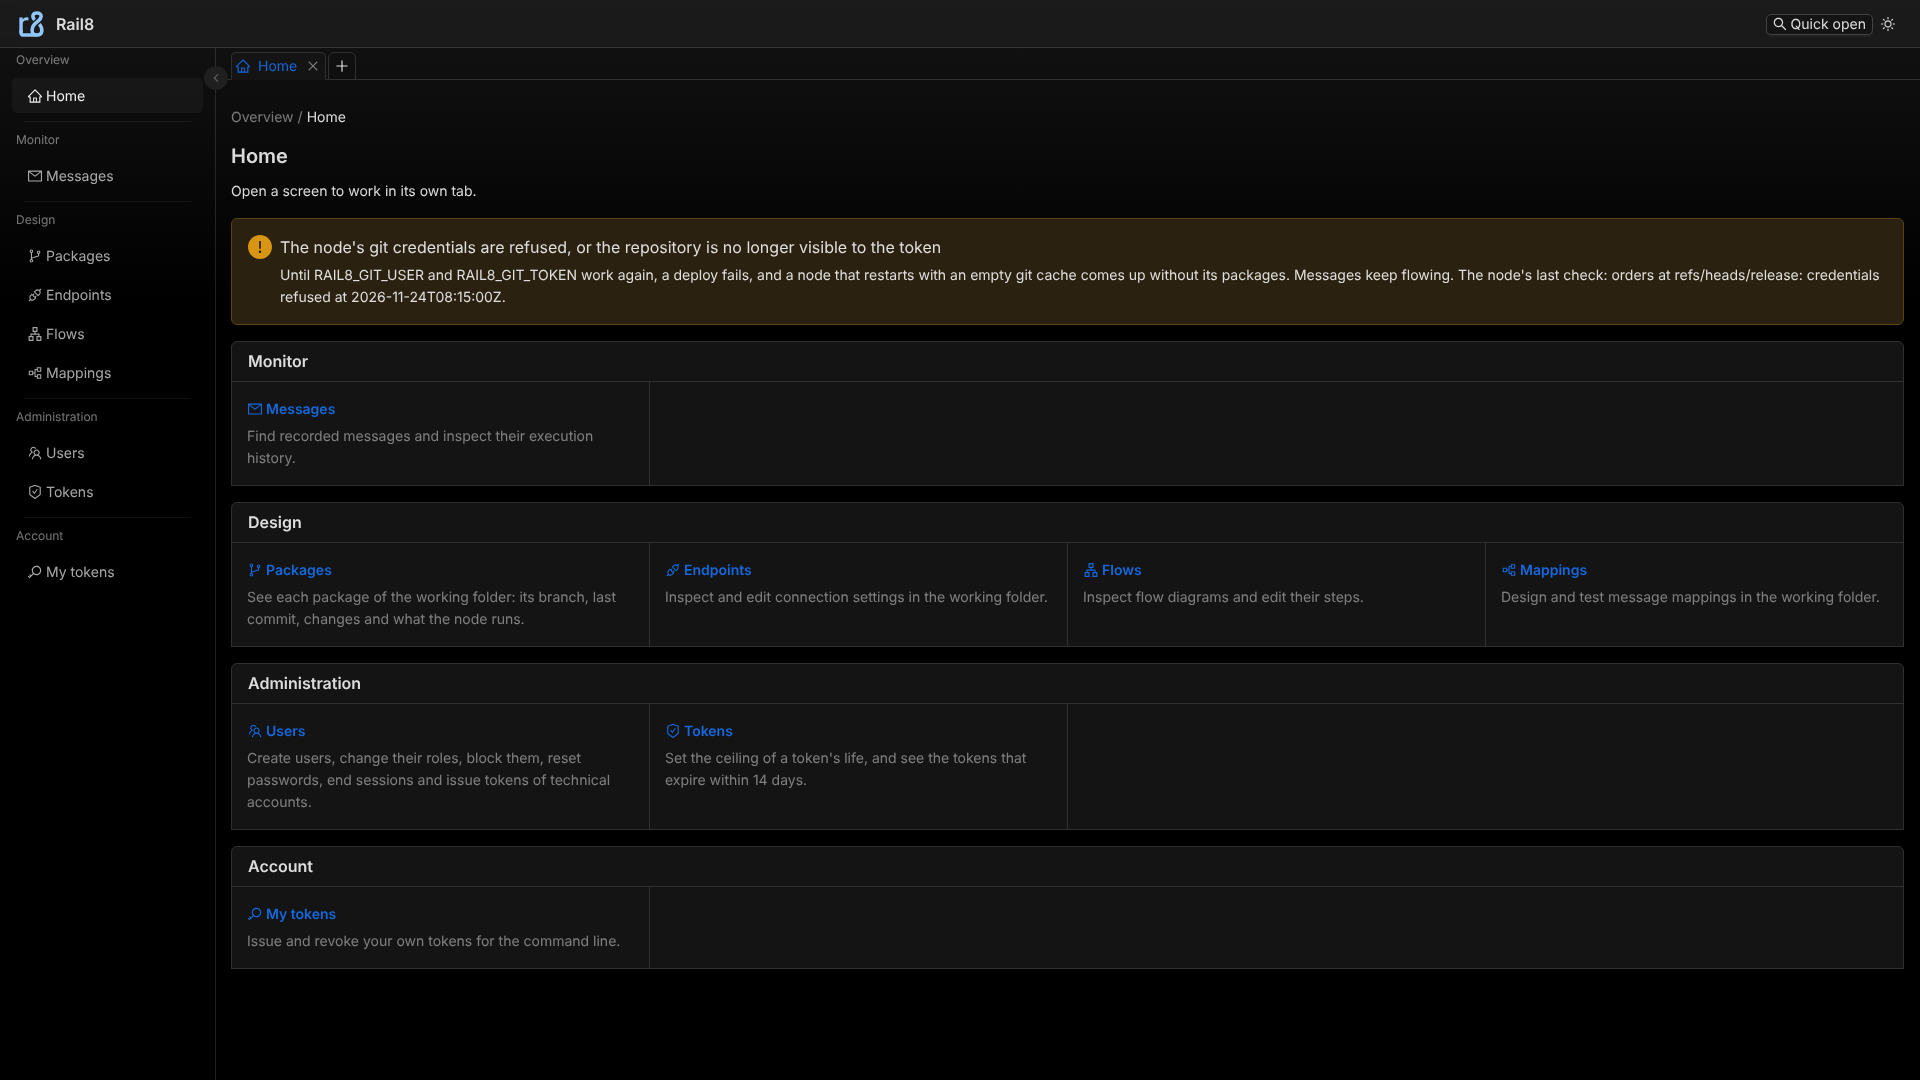 Rail8
Quick open
Overview
Home
Monitor
Messages
Design
Packages
Endpoints
Flows
Mappings
Administration
Users
Tokens
Account
My tokens
Home
Overview / Home
Home
Open a screen to work in its own tab.
The node's git credentials are refused, or the repository is no longer visible to the token
Until RAIL8_GIT_USER and RAIL8_GIT_TOKEN work again, a deploy fails, and a node that restarts with an empty git cache comes up without its packages. Messages keep flowing. The node's last check: orders at refs/heads/release: credentials
refused at 2026-11-24T08:15:00Z.
Monitor
Messages
Find recorded messages and inspect their execution
history.
Design
Packages
See each package of the working folder: its branch, last
commit, changes and what the node runs.
Endpoints
Inspect and edit connection settings in the working folder.
Flows
Inspect flow diagrams and edit their steps.
Mappings
Design and test message mappings in the working folder.
Administration
Users
Create users, change their roles, block them, reset
passwords, end sessions and issue tokens of technical
accounts.
Tokens
Set the ceiling of a token's life, and see the tokens that
expire within 14 days.
Account
My tokens
Issue and revoke your own tokens for the command line.